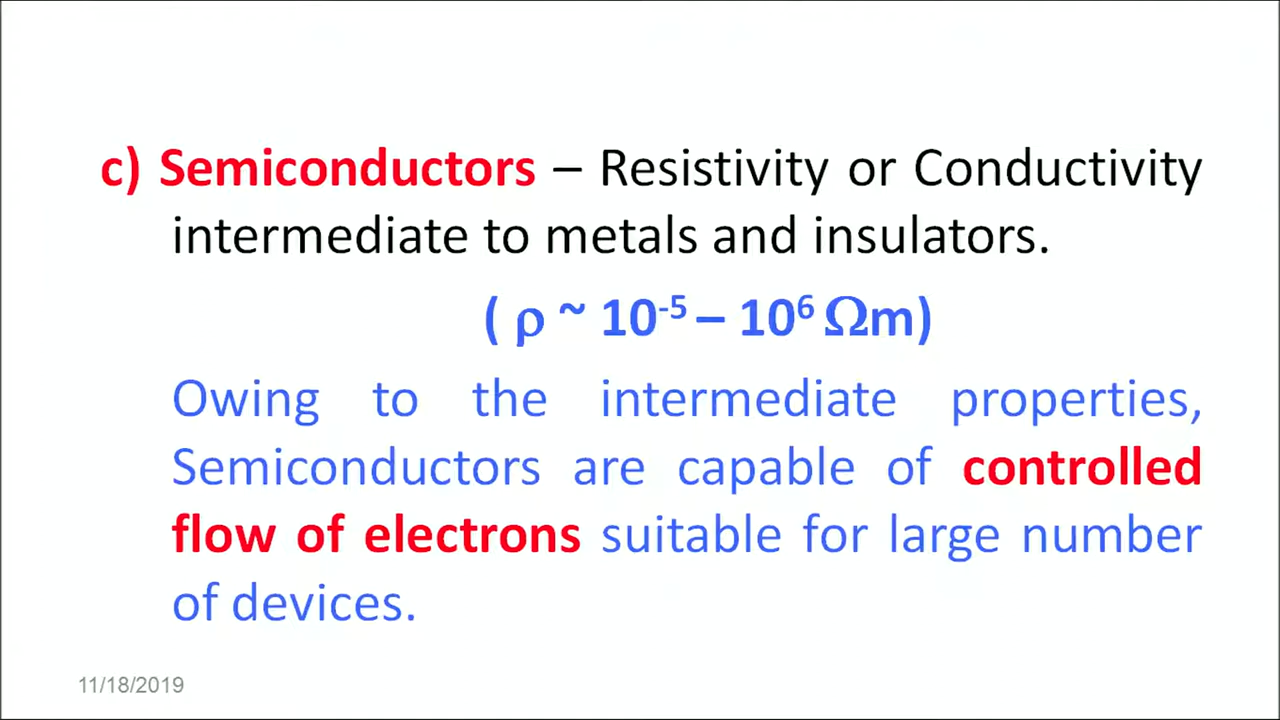 c) Semiconductors – Resistivity or Conductivity
intermediate to metals and insulators.
( ρ ~ 10⁻⁵ – 10⁶ Ωm)
Owing to the intermediate properties,
Semiconductors are capable of controlled
flow of electrons suitable for large number
of devices.
11/18/2019